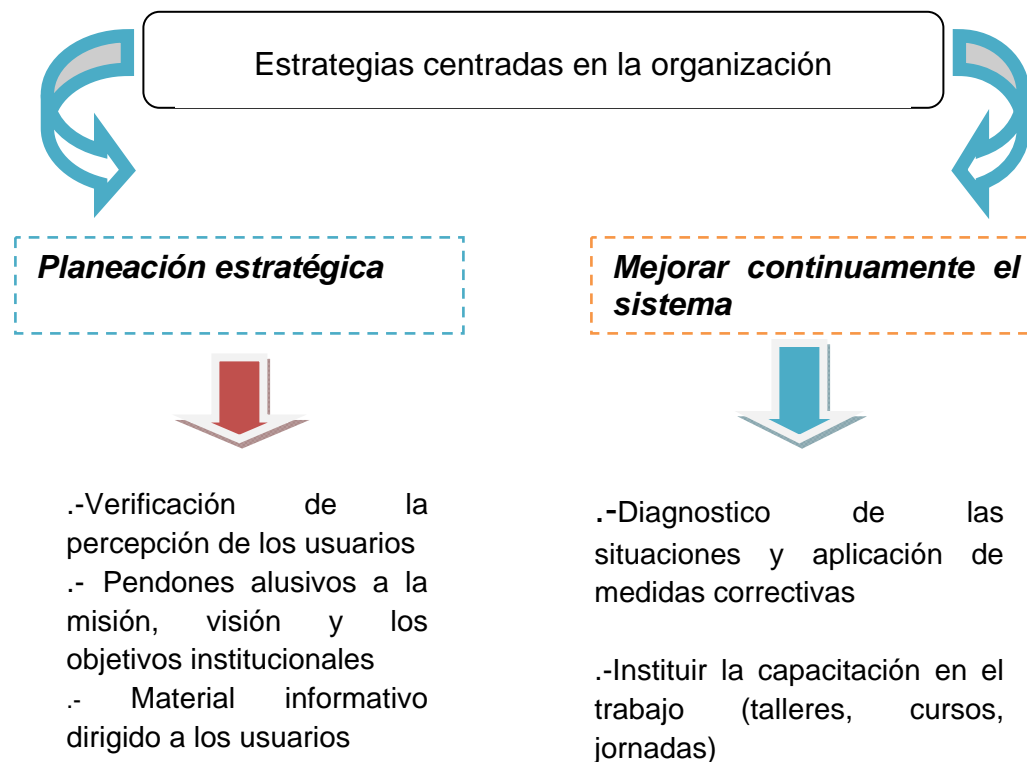 Estrategias centradas en la organización
Planeación estratégica
Mejorar continuamente el
sistema
.-Verificación de la
percepción de los usuarios
.- Pendones alusivos a la
misión, visión y los
objetivos institucionales
.- Material informativo
dirigido a los usuarios
.-Diagnostico de las
situaciones y aplicación de
medidas correctivas
.-Instituir la capacitación en el
trabajo (talleres, cursos,
jornadas)